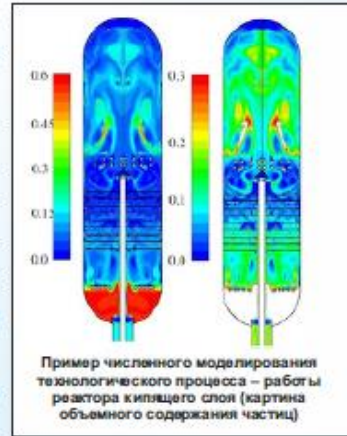 0.6
0.45
0.3
0.15
0.0
0.3
0.2
0.1
0.0
Пример численного моделирования
технологического процесса – работы
реактора кипящего слоя (картина
объемного содержания частиц)